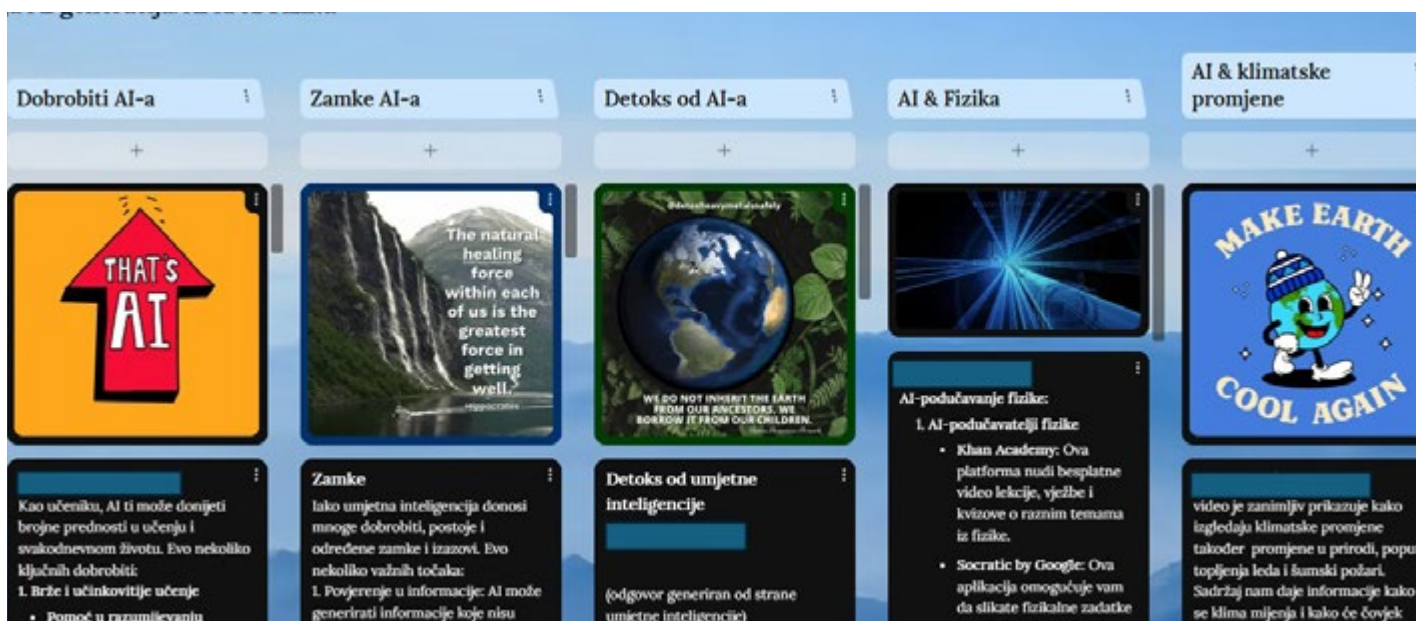 Dobrobiti AI-a
THAT'S
AI
Kao učeniku, AI ti može donijeti
brojne prednosti u učenju i
svakodnevnom životu. Evo nekoliko
ključnih dobrobiti:
1. Brže i učinkovitije učenje
• Pomoć u razumijevanju
Zamke AI-a
The natural
healing
force
within each
of us is the
greatest
force in
getting
well."
-Hippocrates
Zamke
Iako umjetna inteligencija donosi
mnoge dobrobiti, postoje i
određene zamke i izazovi. Evo
nekoliko važnih točaka:
1. Povjerenje u informacije: AI može
generirati informacije koje nisu
Detoks od AI-a
@detoxheavymetalssafely
WE DO NOT INHERIT THE EARTH
FROM OUR ANCESTORS. WE
BORROW IT FROM OUR CHILDREN.
Detoks od umjetne
inteligencije
(odgovor generiran od strane
umjetne inteligencije)
AI & Fizika
AI-podučavanje fizike:
1. AI-podučavatelji fizike
• Khan Academy: Ova
platforma nudi besplatne
video lekcije, vježbe i
kvizove o raznim temama
iz fizike.
• Socratic by Google: Ova
aplikacija omogućuje vam
da slikate fizikalne zadatke
AI & klimatske
promjene
MAKE EARTH
COOL AGAIN
video je zanimljiv prikazuje kako
izgledaju klimatske promjene
također promjene u prirodi, popu
topljenja leda i šumski požari.
Sadržaj nam daje informacije kako
se klima mijenja i kako će čovjek